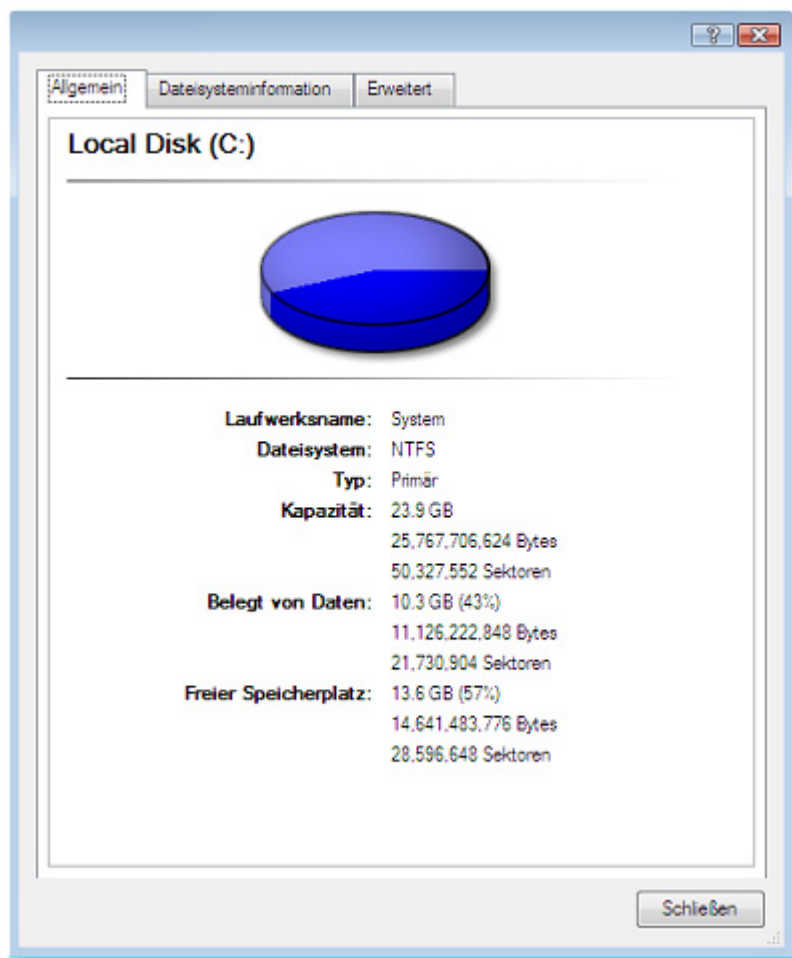 Allgemein Dateisysteminformation Erweitert
Local Disk (C:)
Laufwerksname: System
Dateisystem: NTFS
Typ: Primär
Kapazität: 23.9 GB
25,767,706,624 Bytes
50,327,552 Sektoren
Belegt von Daten: 10.3 GB (43%)
11,126,222,848 Bytes
21,730,904 Sektoren
Freier Speicherplatz: 13.6 GB (57%)
14,641,483,776 Bytes
28,596,648 Sektoren
Schließen